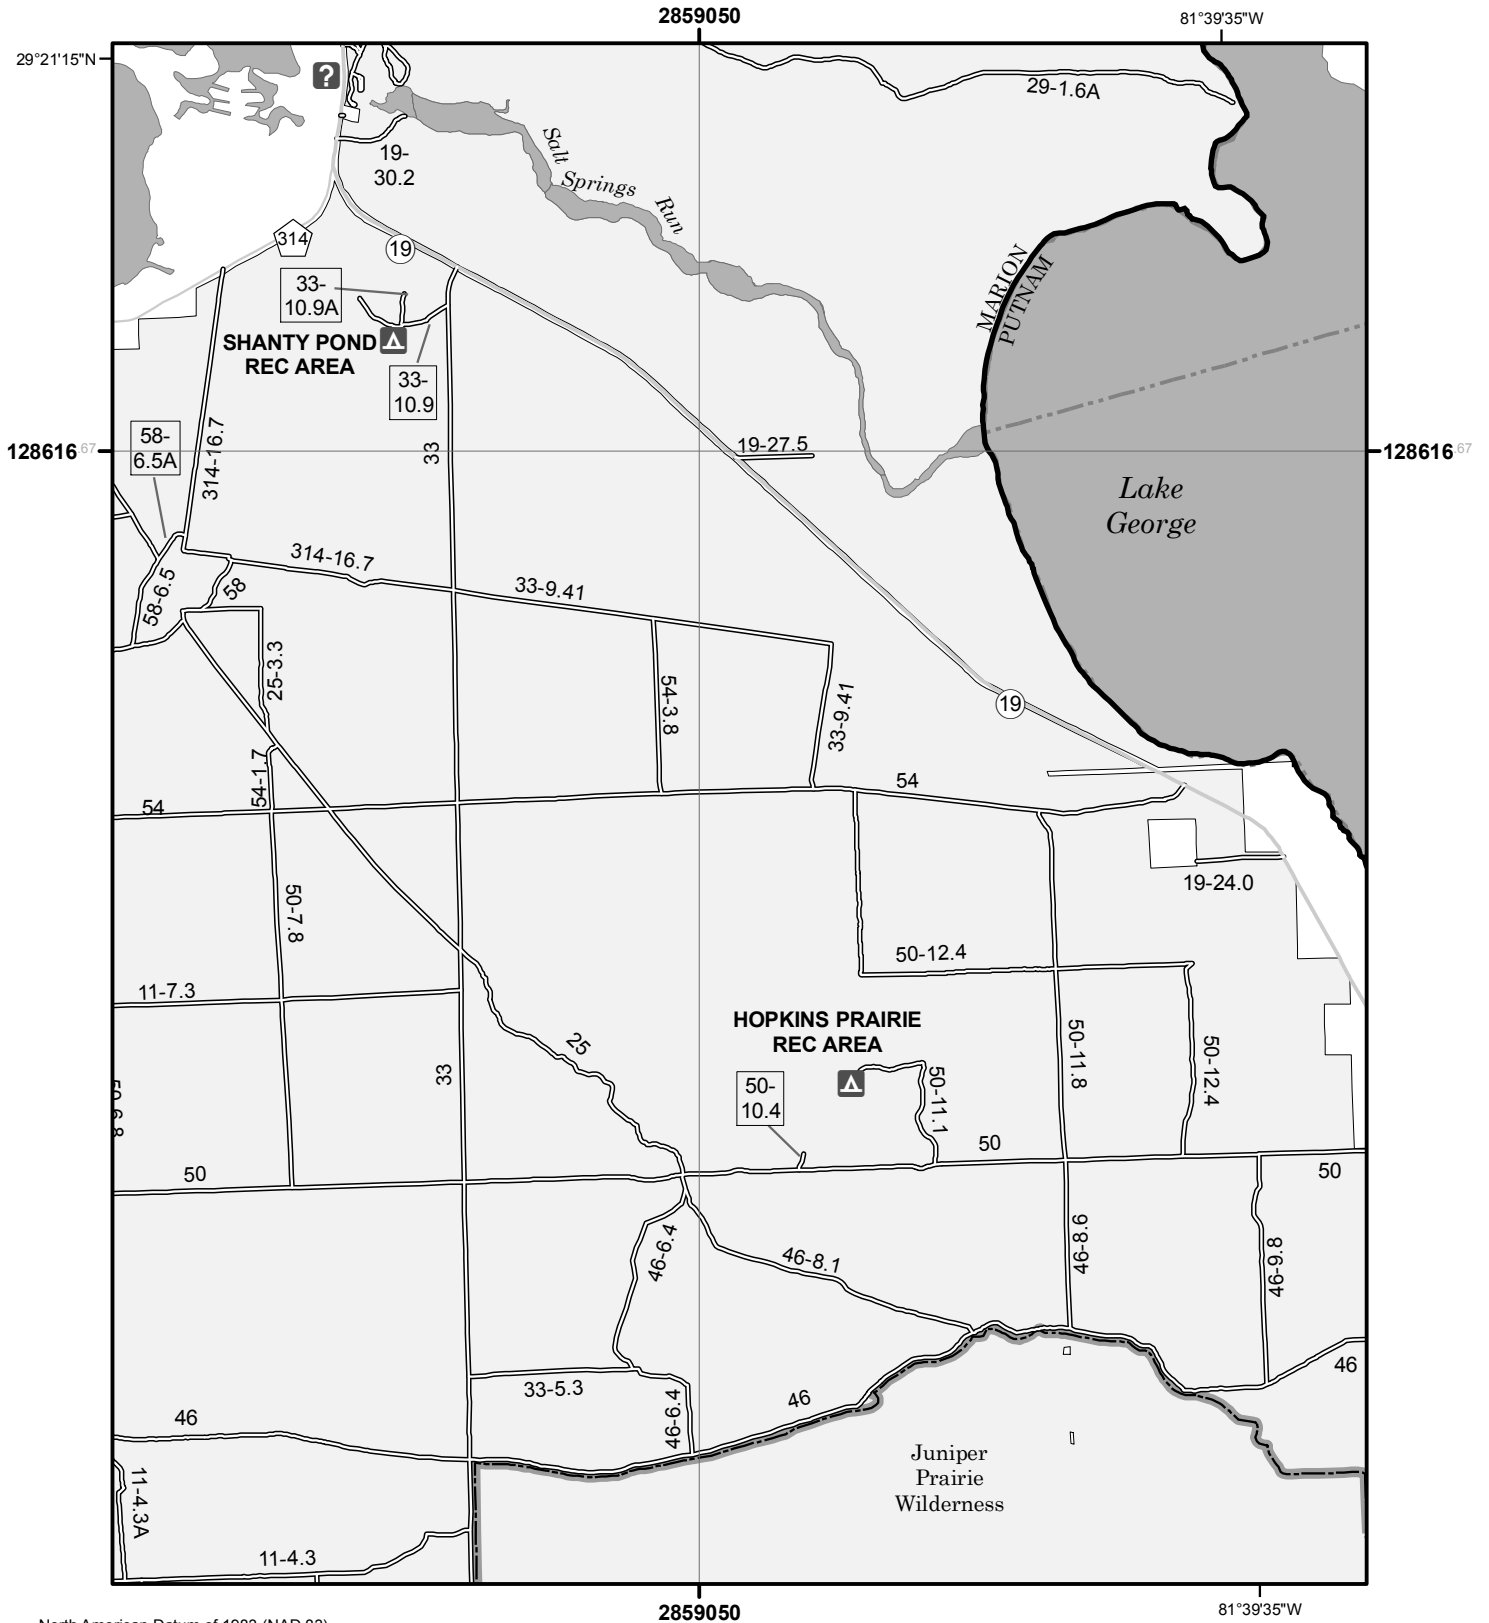 2859050
81°39'35"W
29°21'15"N
?
29-1.6A
19-
30.2
Salt
Springs
Run
314
19
MARION
PUTNAM
33-
10.9A
SHANTY POND
REC AREA
33-
10.9
58-
6.5A
314-16.7
33
128616.67
19-27.5
128616.67
Lake
George
314-16.7
33-9.41
58-6.5
58
25-3.3
54-3.8
33-9.41
19
54-1.7
54
54
19-24.0
50-7.8
50-12.4
11-7.3
HOPKINS PRAIRIE
REC AREA
25
33
50-
10.4
50-11.1
50-11.8
50-12.4
50
50
50
46-6.4
46-8.1
46-8.6
46-9.8
33-5.3
46-6.4
46
46
46
Juniper
Prairie
Wilderness
11-4.3A
11-4.3
2859050
81°39'35"W